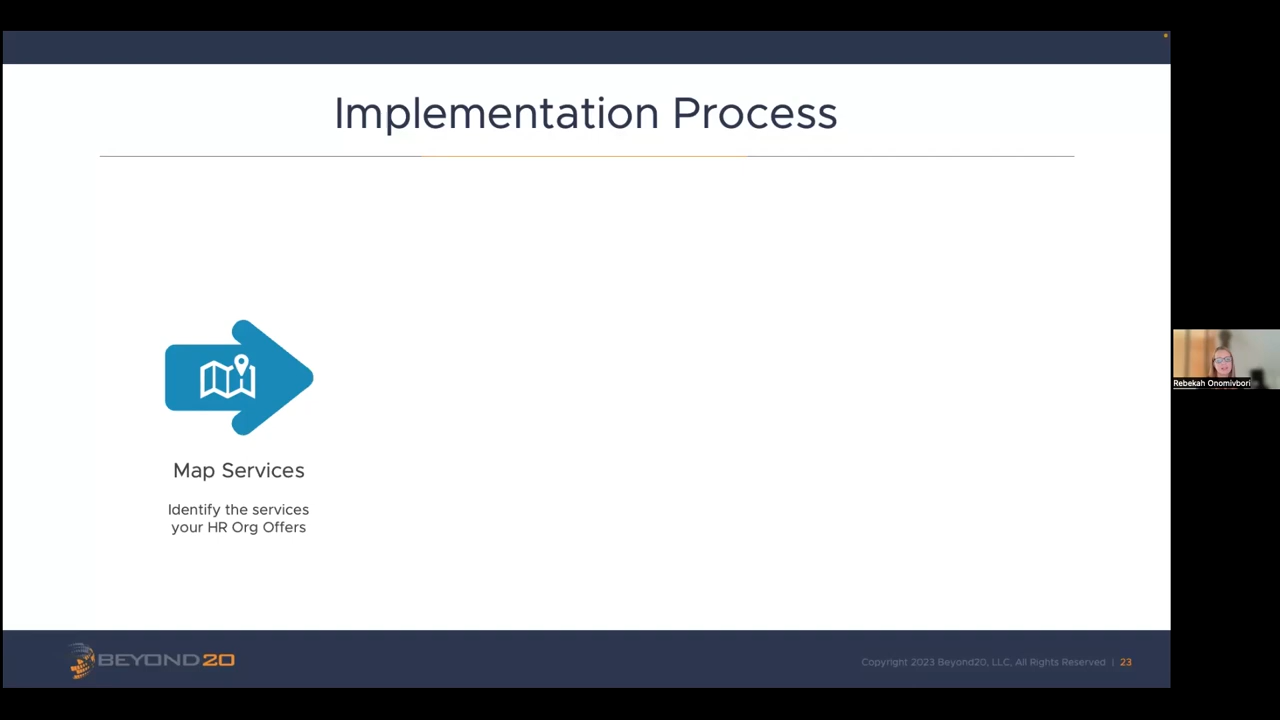 Implementation Process
Map Services
Identify the services
your HR Org Offers
Rebekah Onomivbori
BEYOND20
Copyright 2023 Beyond20, LLC, All Rights Reserved | 23